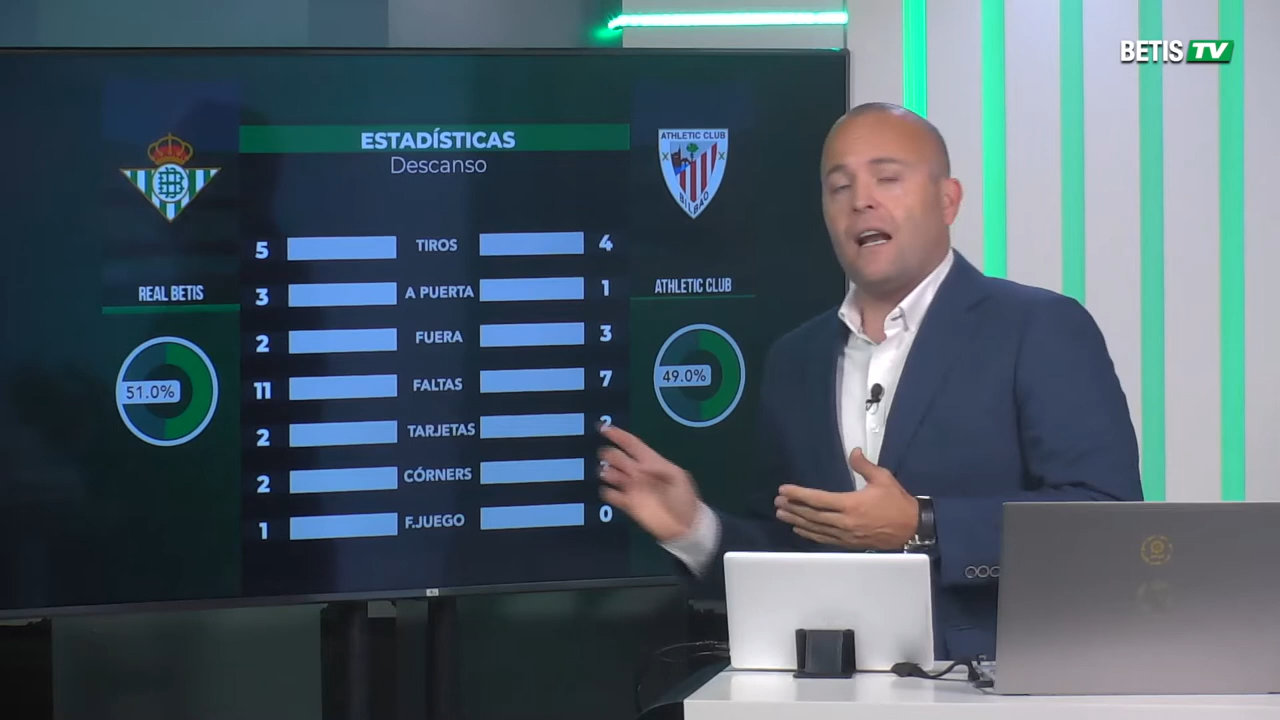 BETIS TV
ESTADÍSTICAS
Descanso
ATHLETIC CLUB
BILBAO
5 TIROS 4
3 A PUERTA 1
2 FUERA 3
11 FALTAS 7
2 TARJETAS 2
2 CÓRNERS
1 F.JUEGO 0
REAL BETIS
51.0%
ATHLETIC CLUB
49.0%